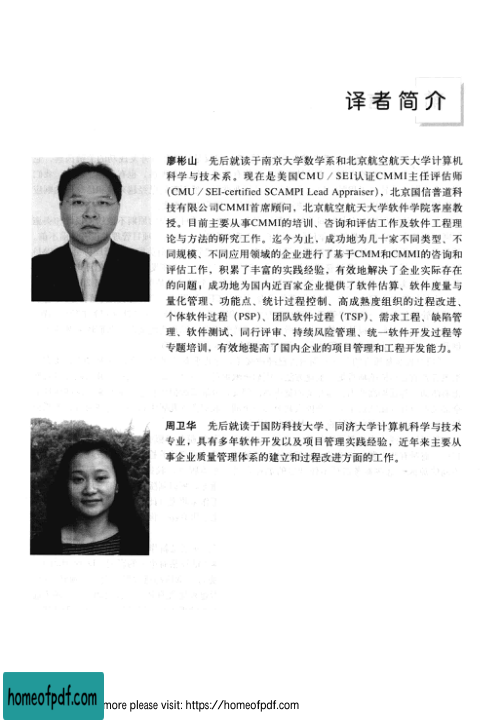 译者简介
廖彬山 先后就读于南京大学数学系和北京航空航天大学计算机
科学与技术系。现在是美国CMU/SEI认证CMMI主任评估师
(CMU/SEI-certified SCAMPI Lead Appraiser)，北京国信普道科
技有限公司CMMI首席顾问，北京航空航天大学软件学院客座教
授。目前主要从事CMMI的培训、咨询和评估工作及软件工程理
论与方法的研究工作。迄今为止，成功地为几十家不同类型、不
同规模、不同应用领域的企业进行了基于CMM和CMMI的咨询和
评估工作，积累了丰富的实践经验，有效地解决了企业实际存在
的问题；成功地为国内近百家企业提供了软件估算、软件度量与
量化管理、功能点、统计过程控制、高成熟度组织的过程改进、
个体软件过程（PSP）、团队软件过程（TSP）、需求工程、缺陷管
理、软件测试、同行评审、持续风险管理、统一软件开发过程等
专题培训，有效地提高了国内企业的项目管理和工程开发能力。
周卫华 先后就读于国防科技大学、同济大学计算机科学与技术
专业，具有多年软件开发以及项目管理实践经验，近年来主要从
事企业质量管理体系的建立和过程改进方面的工作。
homeofpdf.com
more please visit: https://homeofpdf.com